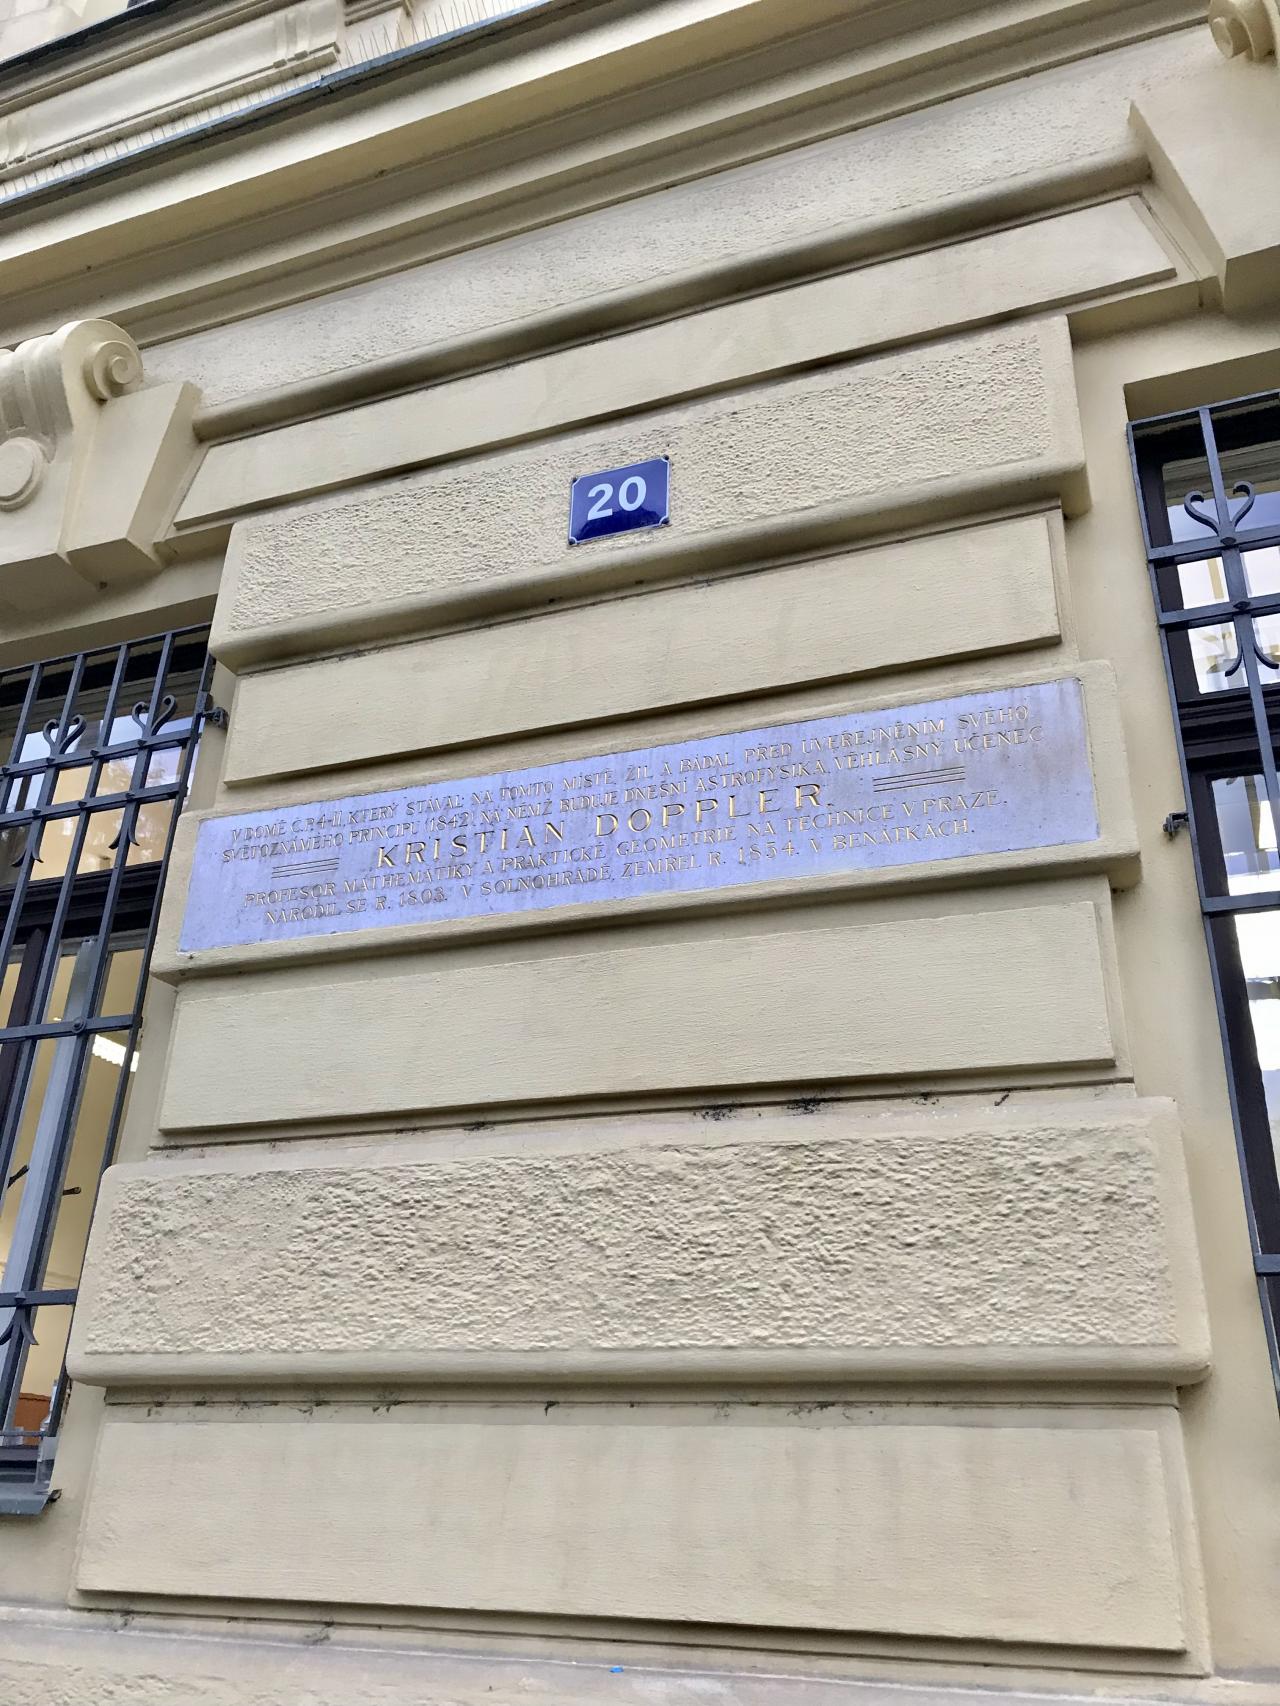 20
V DOMĚ Č.P.4-II, KTERÝ STÁVAL NA TOMTO MÍSTĚ, ŽIL A BÁDAL PŘED UVEŘEJNĚNÍM SVÉHO
SVĚTOZNÁMÉHO PRINCIPU (1842), NA NĚMŽ BUDUJE DNEŠNÍ ASTROFYSIKA, VĚHLASNÝ UČENEC
KRISTIAN DOPPLER.
PROFESOR MATHEMATIKY A PRAKTICKÉ GEOMETRIE NA TECHNICE V PRAZE.
NARODIL SE R. 1803. V SOLNOHRADĚ, ZEMŘEL R. 1854. V BENÁTKÁCH.